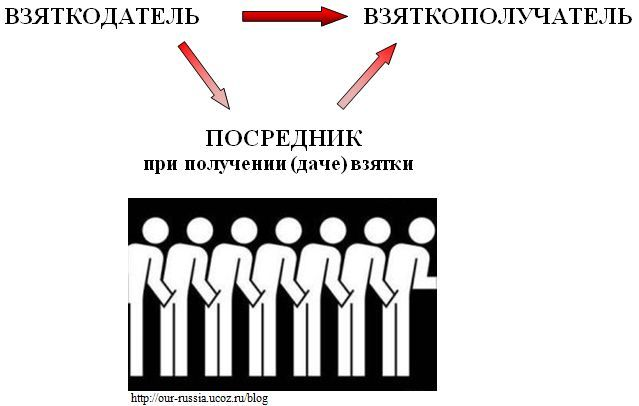 ВЗЯТКОДАТЕЛЬ ВЗЯТКОПОЛУЧАТЕЛЬ
ПОСРЕДНИК
при получении (даче) взятки
http://our-russia.ucoz.ru/blog